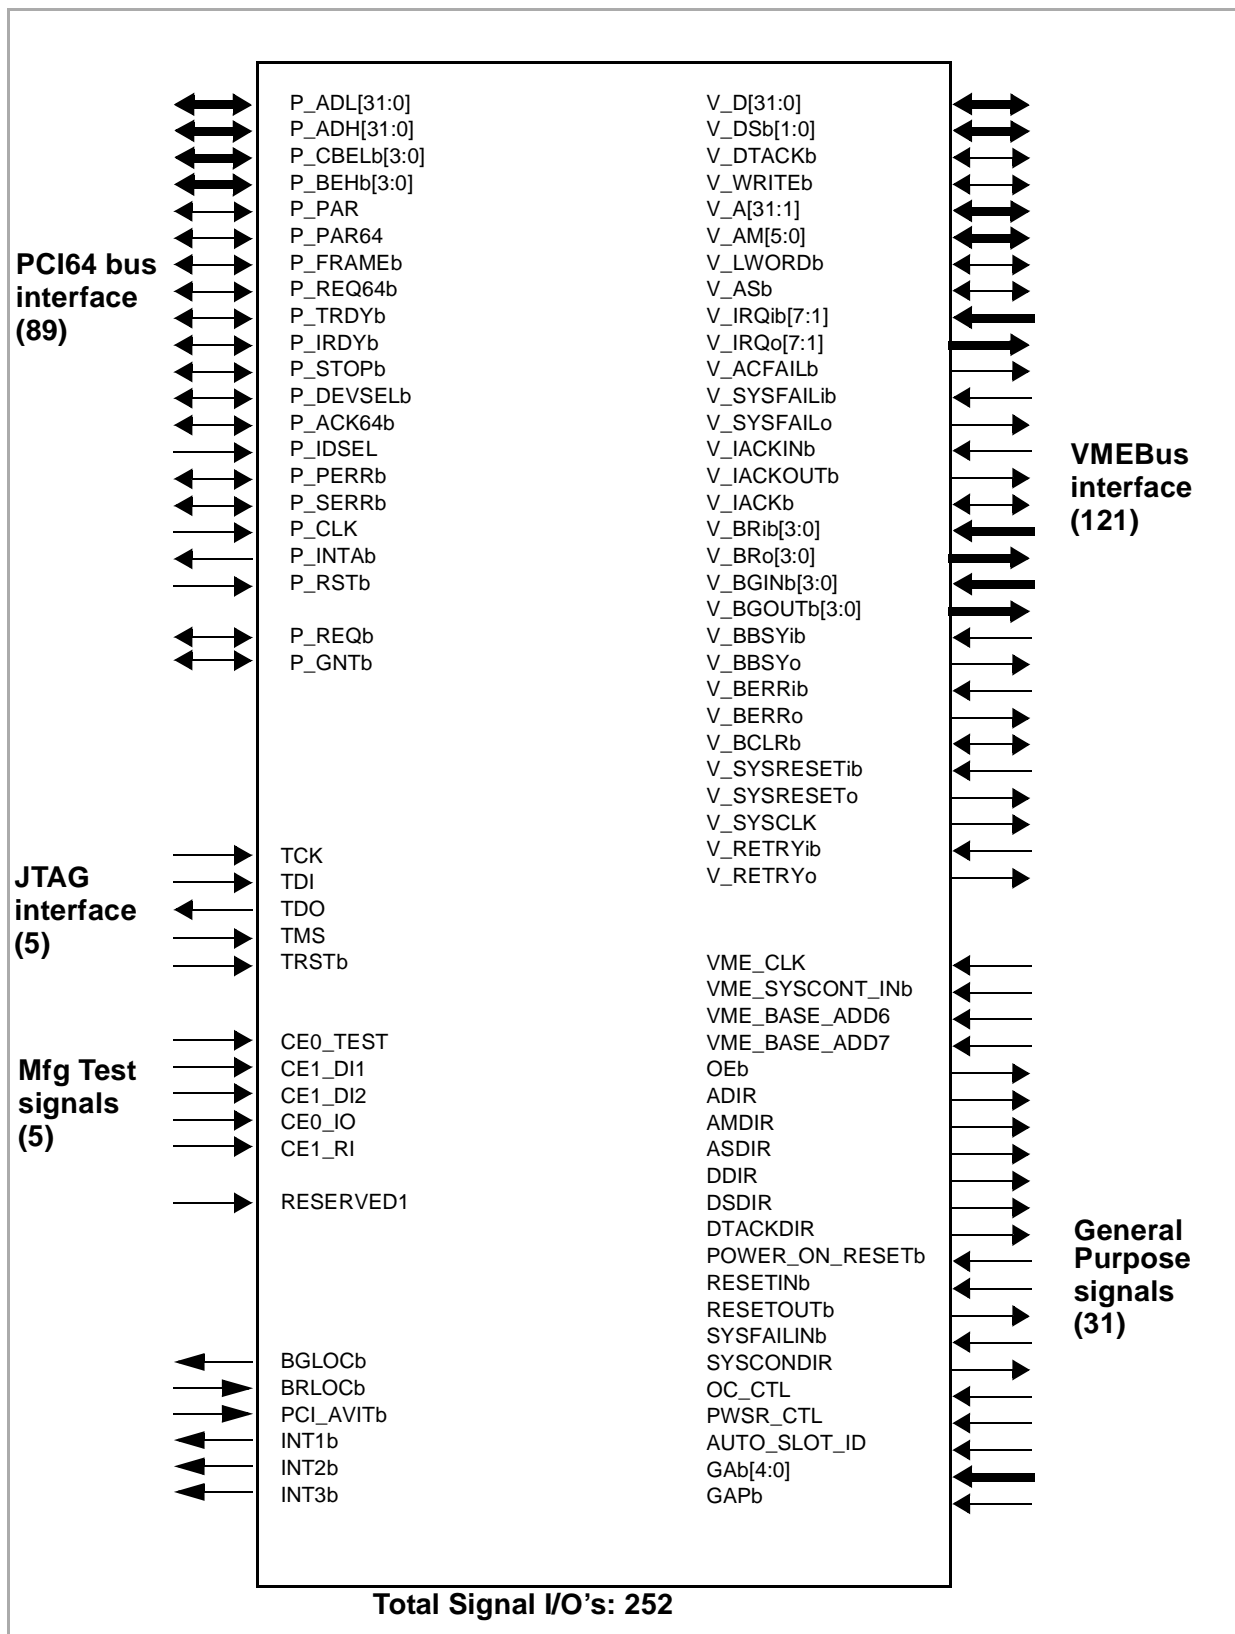 PCI64 bus
interface
(89)
P_ADL[31:0]
P_ADH[31:0]
P_CBELb[3:0]
P_BEHb[3:0]
P_PAR
P_PAR64
P_FRAMEb
P_REQ64b
P_TRDYb
P_IRDYb
P_STOPb
P_DEVSELb
P_ACK64b
P_IDSEL
P_PERRb
P_SERRb
P_CLK
P_INTAb
P_RSTb
P_REQb
P_GNTb
JTAG
interface
(5)
TCK
TDI
TDO
TMS
TRSTb
Mfg Test
signals
(5)
CE0_TEST
CE1_DI1
CE1_DI2
CE0_IO
CE1_RI
RESERVED1
BGLOCb
BRLOCb
PCI_AVITb
INT1b
INT2b
INT3b
V_D[31:0]
V_DSb[1:0]
V_DTACKb
V_WRITEb
V_A[31:1]
V_AM[5:0]
V_LWORDb
V_ASb
V_IRQib[7:1]
V_IRQo[7:1]
V_ACFAILb
V_SYSFAILib
V_SYSFAILo
V_IACKINb
V_IACKOUTb
V_IACKb
V_BRib[3:0]
V_BRo[3:0]
V_BGINb[3:0]
V_BGOUTb[3:0]
V_BBSYib
V_BBSYo
V_BERRib
V_BERRo
V_BCLRb
V_SYSRESETib
V_SYSRESETo
V_SYSCLK
V_RETRYib
V_RETRYo
VMEBus
interface
(121)
VME_CLK
VME_SYSCONT_INb
VME_BASE_ADD6
VME_BASE_ADD7
OEb
ADIR
AMDIR
ASDIR
DDIR
DSDIR
DTACKDIR
POWER_ON_RESETb
RESETINb
RESETOUTb
SYSFAILINb
SYSCONDIR
OC_CTL
PWSR_CTL
AUTO_SLOT_ID
GAb[4:0]
GAPb
General
Purpose
signals
(31)
Total Signal I/O's: 252